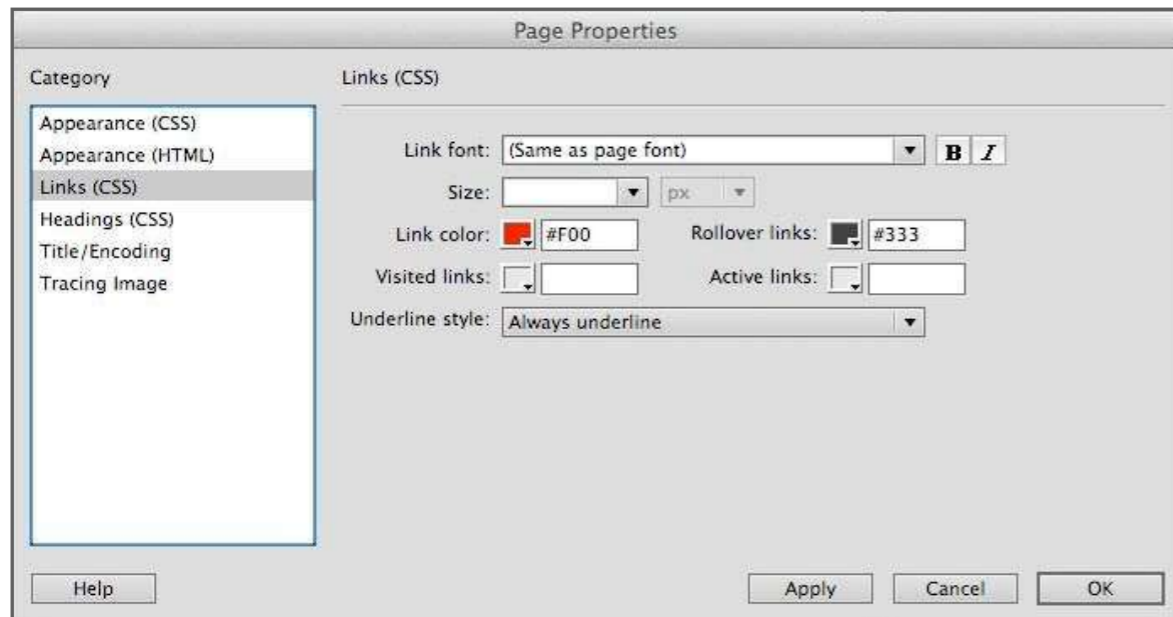 Page Properties
Category
Links (CSS)
Appearance (CSS)
Appearance (HTML)
Links (CSS)
Headings (CSS)
Title/Encoding
Tracing Image
Link font: (Same as page font) B I
Size: px
Link color: #F00 Rollover links: #333
Visited links: Active links:
Underline style: Always underline
Help Apply Cancel OK